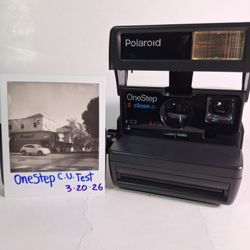 Polaroid
OneStep
close up
OneStep C.U. Test
3.20.26